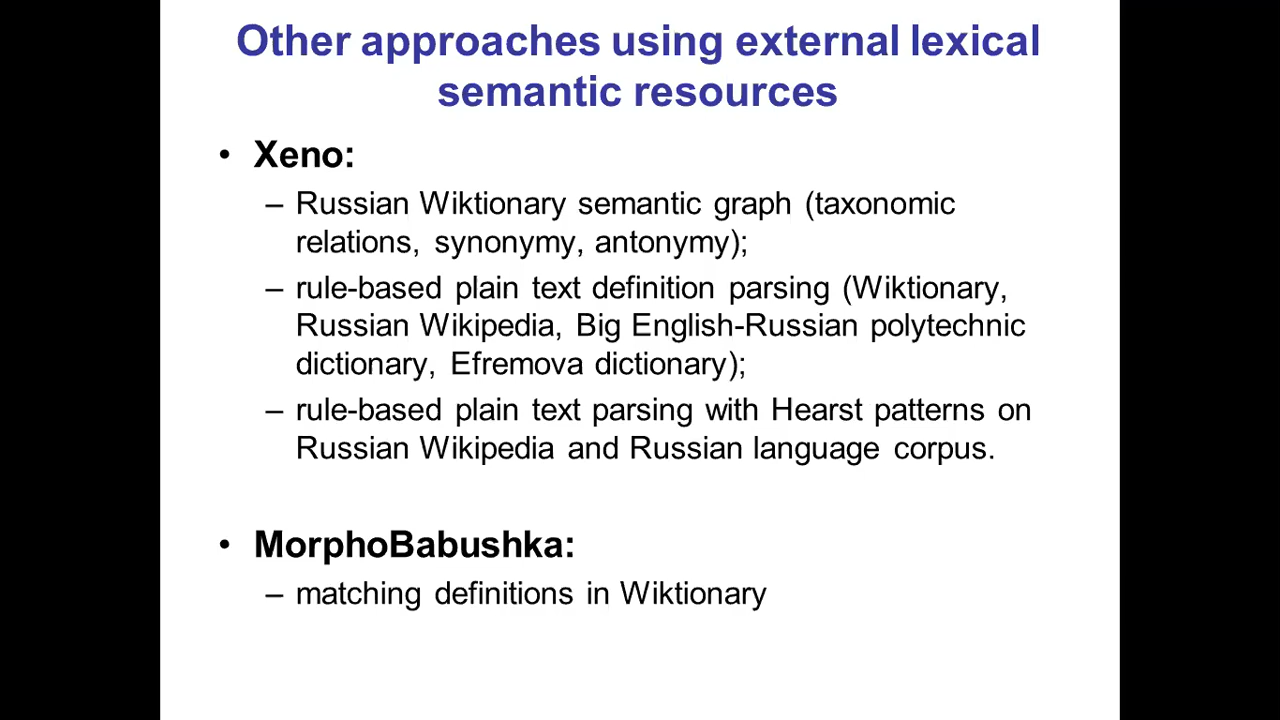 Other approaches using external lexical
semantic resources
• Xeno:
– Russian Wiktionary semantic graph (taxonomic
relations, synonymy, antonymy);
– rule-based plain text definition parsing (Wiktionary,
Russian Wikipedia, Big English-Russian polytechnic
dictionary, Efremova dictionary);
– rule-based plain text parsing with Hearst patterns on
Russian Wikipedia and Russian language corpus.
• MorphoBabushka:
– matching definitions in Wiktionary